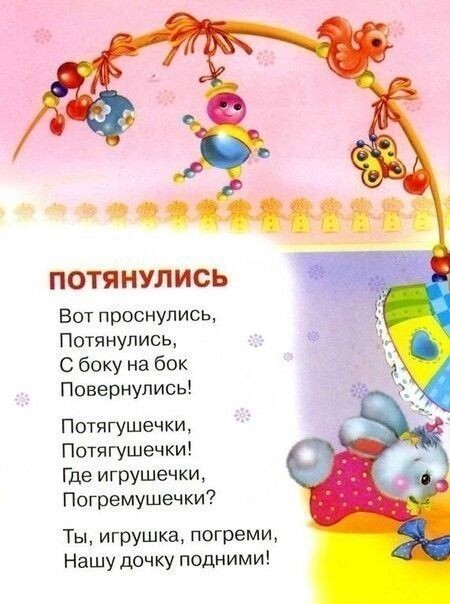 ПОТЯНУЛИСЬ
Вот проснулись,
Потянулись,
С боку на бок
Повернулись!
Потягушечки,
Потягушечки!
Где игрушечки,
Погремушечки?
Ты, игрушка, погреми,
Нашу дочку подними!